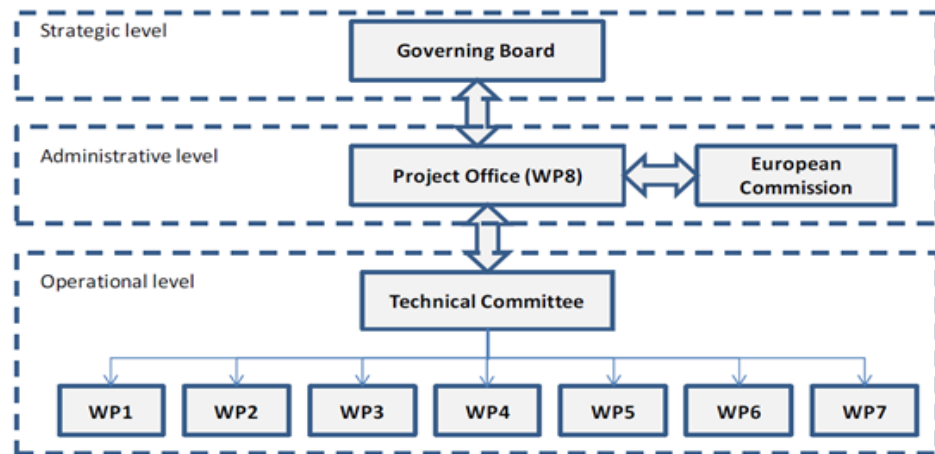 Strategic level
Governing Board
Administrative level
Project Office (WP8)
European
Commission
Operational level
Technical Committee
WP1 WP2 WP3 WP4 WP5 WP6 WP7